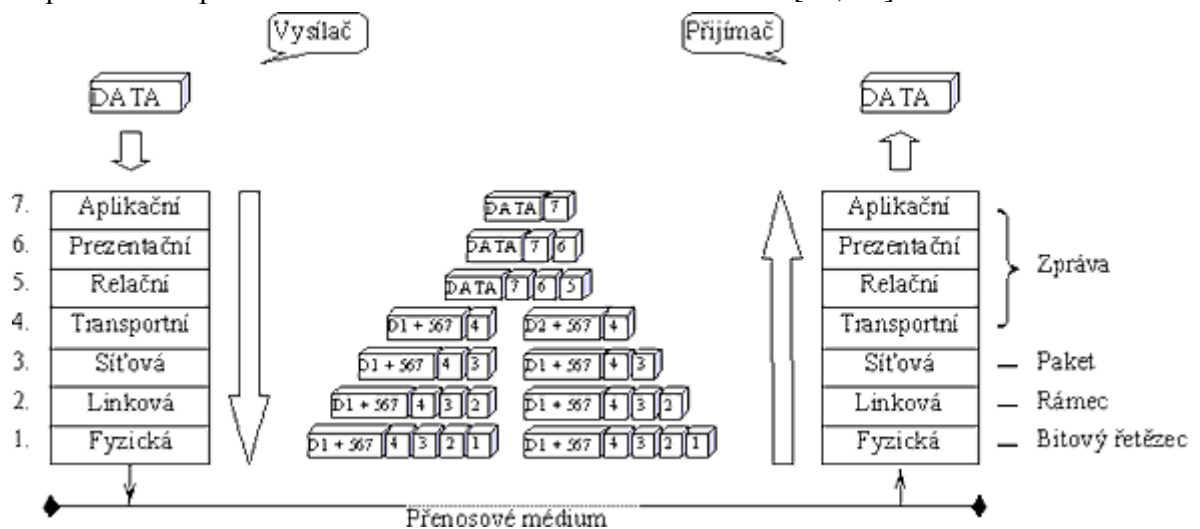 Vysílač Přijímač
DATA DATA
7. Aplikační DATA 7 Aplikační
6. Prezentační DATA 7 6 Prezentační
5. Relační DATA 7 6 5 Relační
Zpráva
4. Transportní D1 + 567 4 D2 + 567 4 Transportní
3. Síťová D1 + 567 4 3 D1 + 567 4 3 Síťová Paket
2. Linková D1 + 567 4 3 2 D1 + 567 4 3 2 Linková Rámec
1. Fyzická D1 + 567 4 3 2 1 D1 + 567 4 3 2 1 Fyzická Bitový řetězec
Přenosové médium